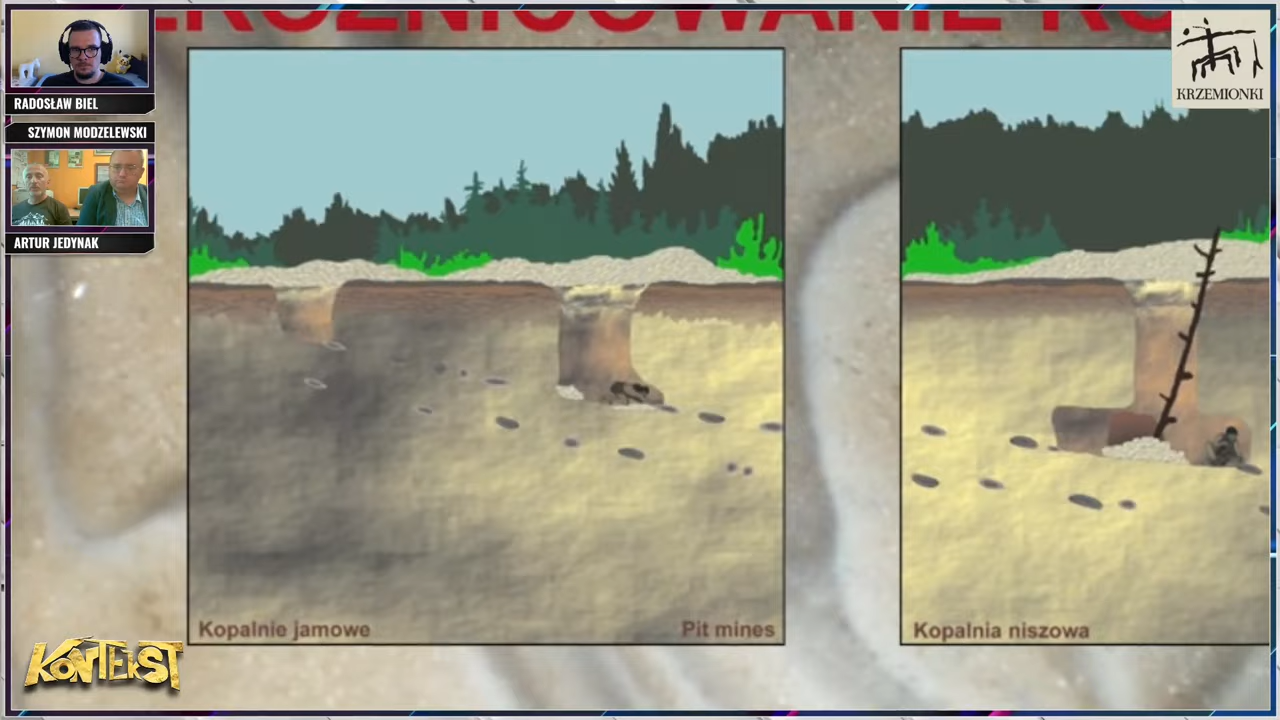 RADOSŁAW BIEL
SZYMON MODZELEWSKI
ARTUR JEDYNAK
KRZEMIONKI
Kopalnie jamowe
Pit mines
Kopalnia niszowa
KONTEKST